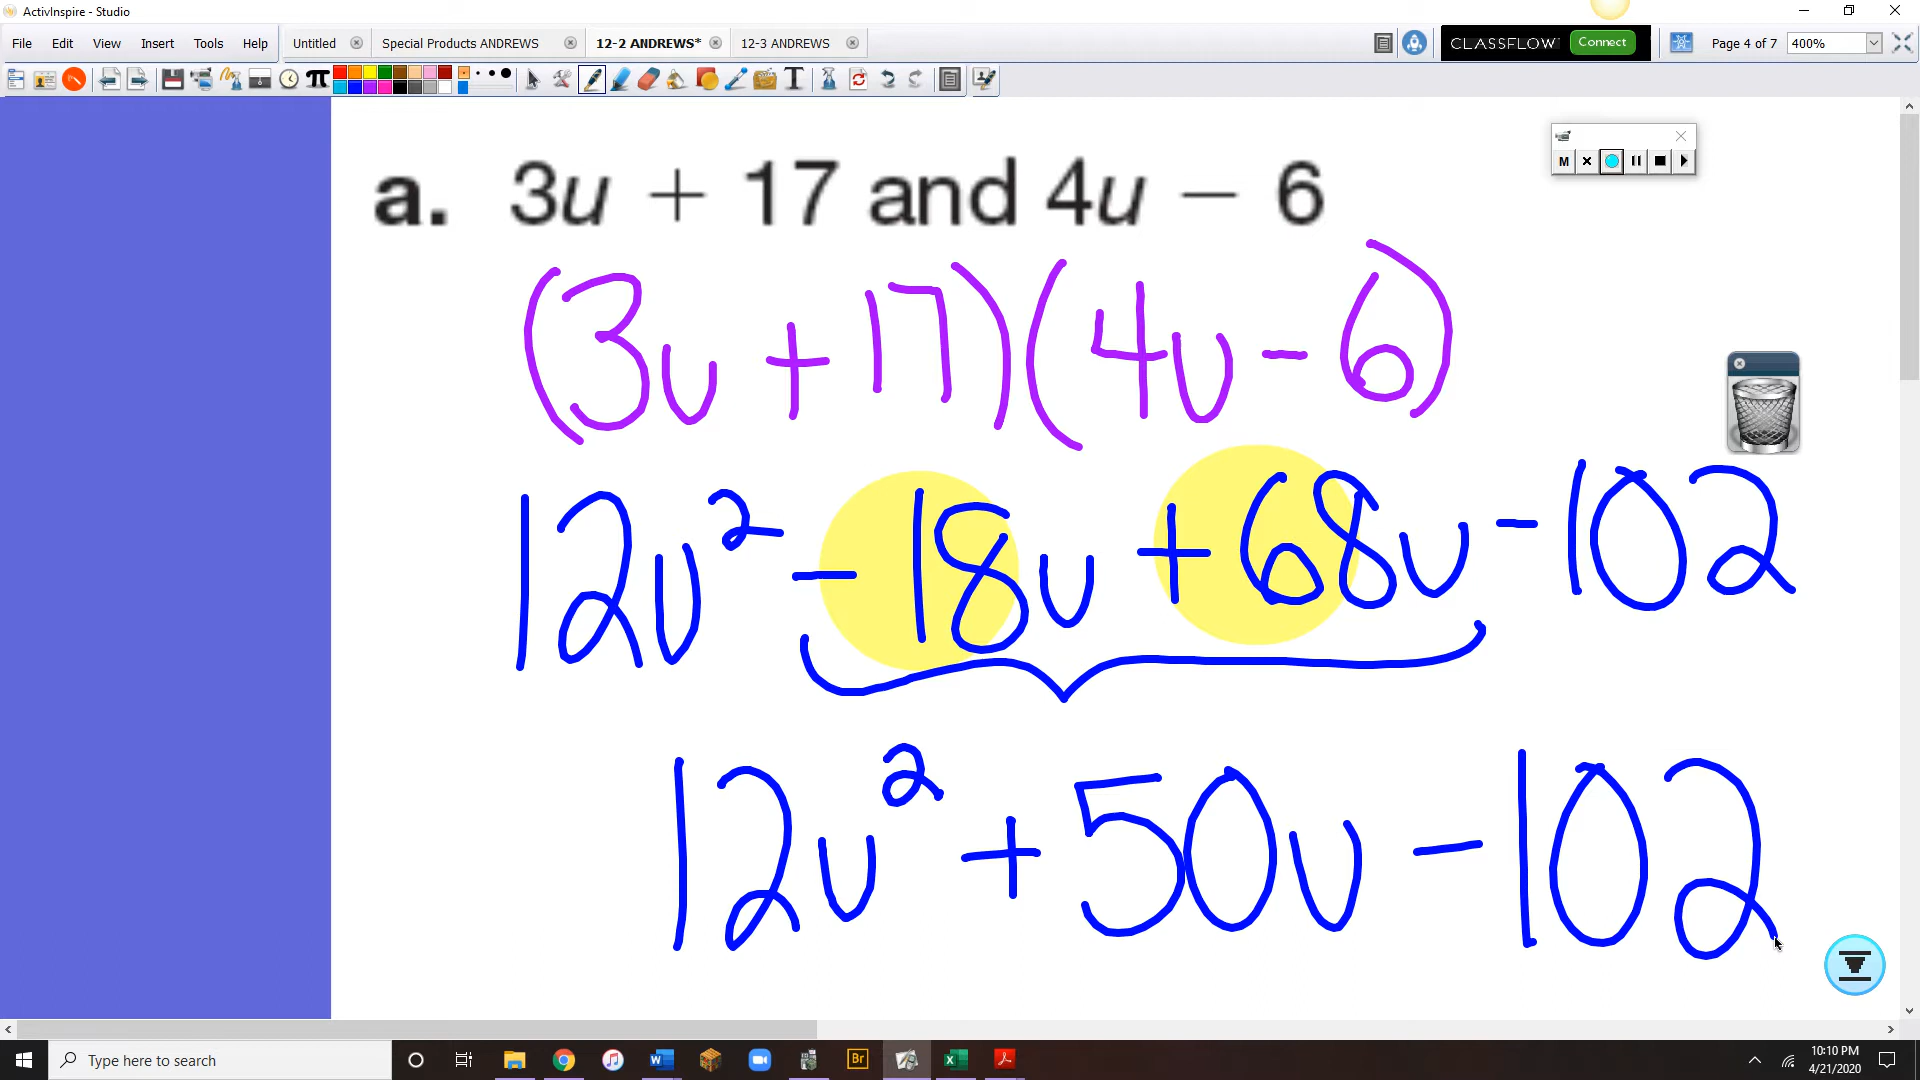 ActivInspire - Studio
File Edit View Insert Tools Help
Untitled Special Products ANDREWS 12-2 ANDREWS* 12-3 ANDREWS
CLASSFLOW Connect
Page 4 of 7 400%
M
a. 3u + 17 and 4u − 6
(3u + 17)(4u − 6)
12u² − 18u + 68u − 102
12u² + 50u − 102
Type here to search
Br
10:10 PM
4/21/2020